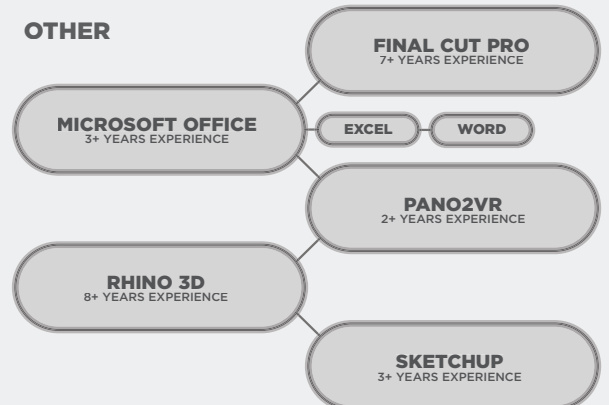 OTHER
FINAL CUT PRO
7+ YEARS EXPERIENCE
MICROSOFT OFFICE
3+ YEARS EXPERIENCE
EXCEL
WORD
PANO2VR
2+ YEARS EXPERIENCE
RHINO 3D
8+ YEARS EXPERIENCE
SKETCHUP
3+ YEARS EXPERIENCE